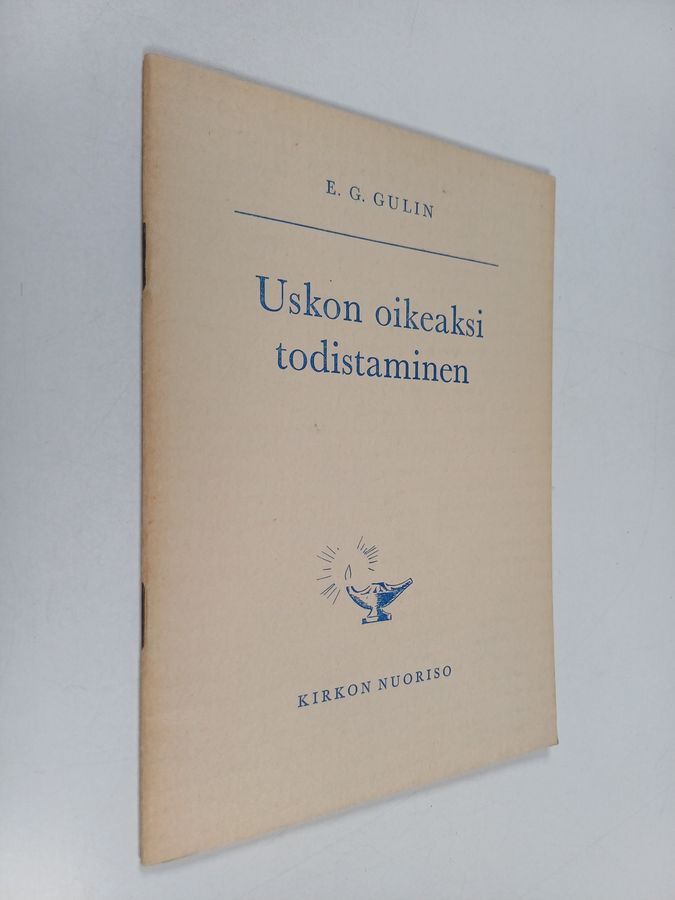 E. G. GULIN
Uskon oikeaksi
todistaminen
KIRKON NUORISO